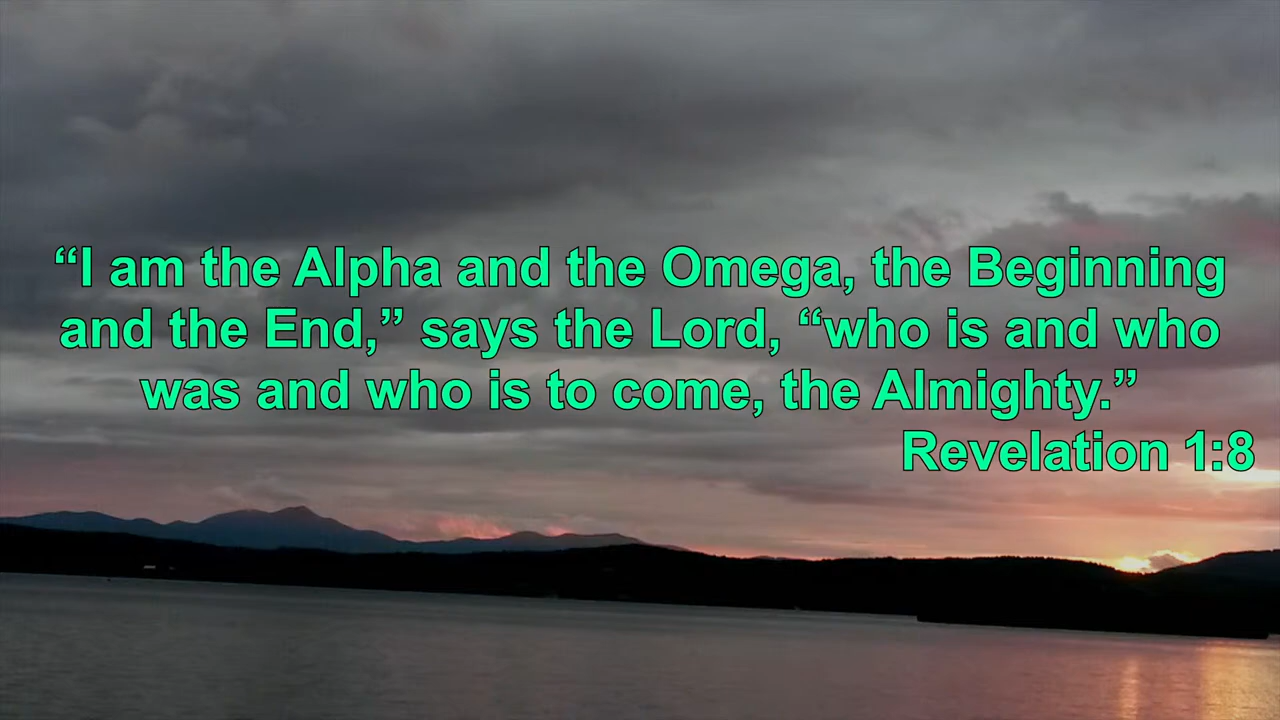 “I am the Alpha and the Omega, the Beginning
and the End,” says the Lord, “who is and who
was and who is to come, the Almighty.”
Revelation 1:8